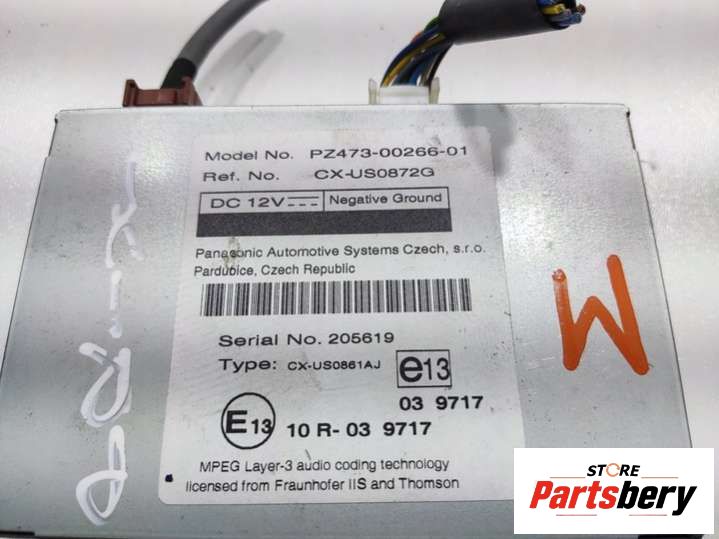 Model No. PZ473-00266-01
Ref. No. CX-US0872G
DC 12V Negative Ground
Panasonic Automotive Systems Czech, s.r.o.
Pardubice, Czech Republic
Serial No. 205619
Type: CX-US0861AJ e13
03 9717
E13 10 R-03 9717
MPEG Layer-3 audio coding technology
licensed from Fraunhofer IIS and Thomson
M
STORE
Partsbery